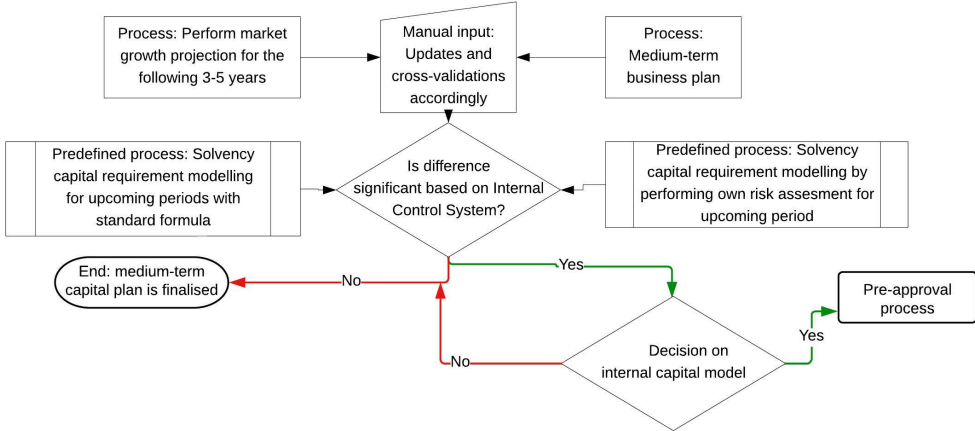 Process: Perform market
growth projection for the
following 3-5 years
Manual input:
Updates and
cross-validations
accordingly
Process:
Medium-term
business plan
Predefined process: Solvency
capital requirement modelling
for upcoming periods with
standard formula
Is difference
significant based on Internal
Control System?
Predefined process: Solvency
capital requirement modelling by
performing own risk assesment for
upcoming period
End: medium-term
capital plan is finalised
No
Yes
Pre-approval
process
Yes
No
Decision on
internal capital model